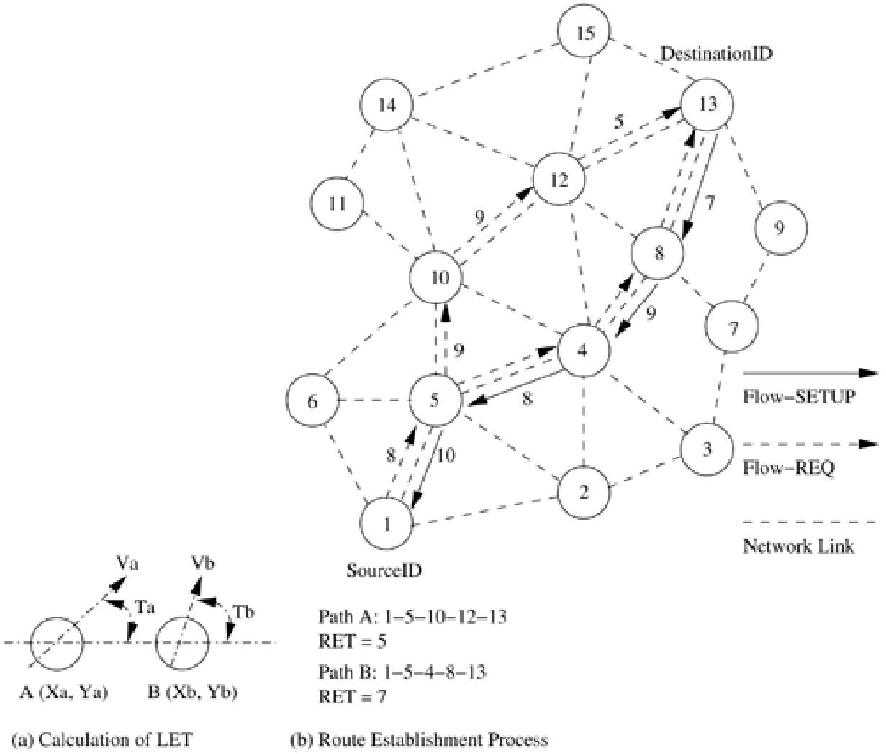 15
DestinationID
14
13
5
12
11
9
7
9
8
10
9
7
4
9
Flow-SETUP
6
5
8
Flow-REQ
8
10
3
2
1
Network Link
SourceID
Va
Vb
Ta
Tb
A (Xa, Ya)
B (Xb, Yb)
Path A: 1-5-10-12-13
RET = 5
Path B: 1-5-4-8-13
RET = 7
(a) Calculation of LET
(b) Route Establishment Process